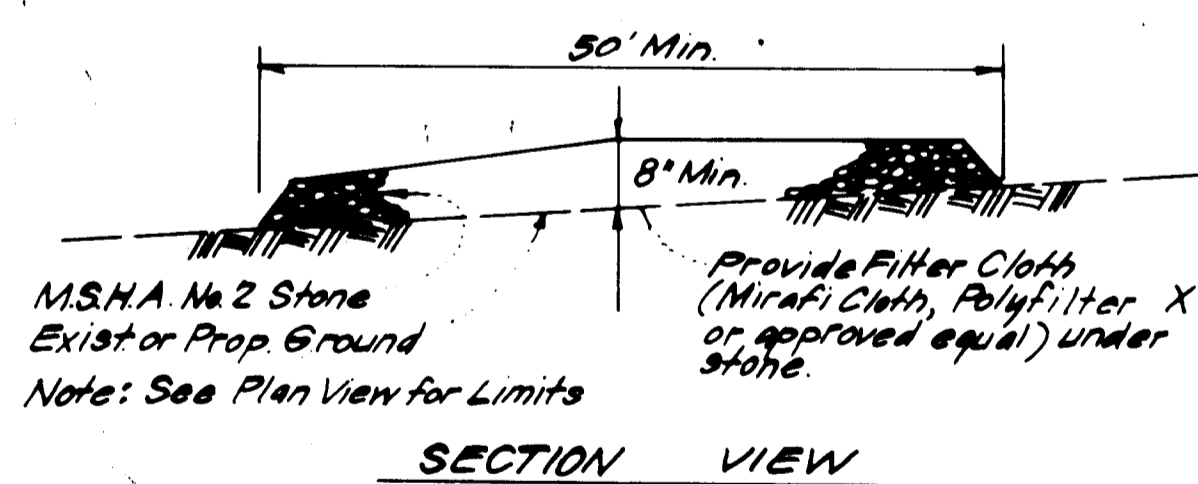 50' Min.
8" Min.
M.S.H.A. No. 2 Stone
Exist or Prop. Ground
Note: See Plan View for Limits
Provide Filter Cloth
(Mirafi Cloth, Polyfilter X
or approved equal) under
stone.
SECTION VIEW